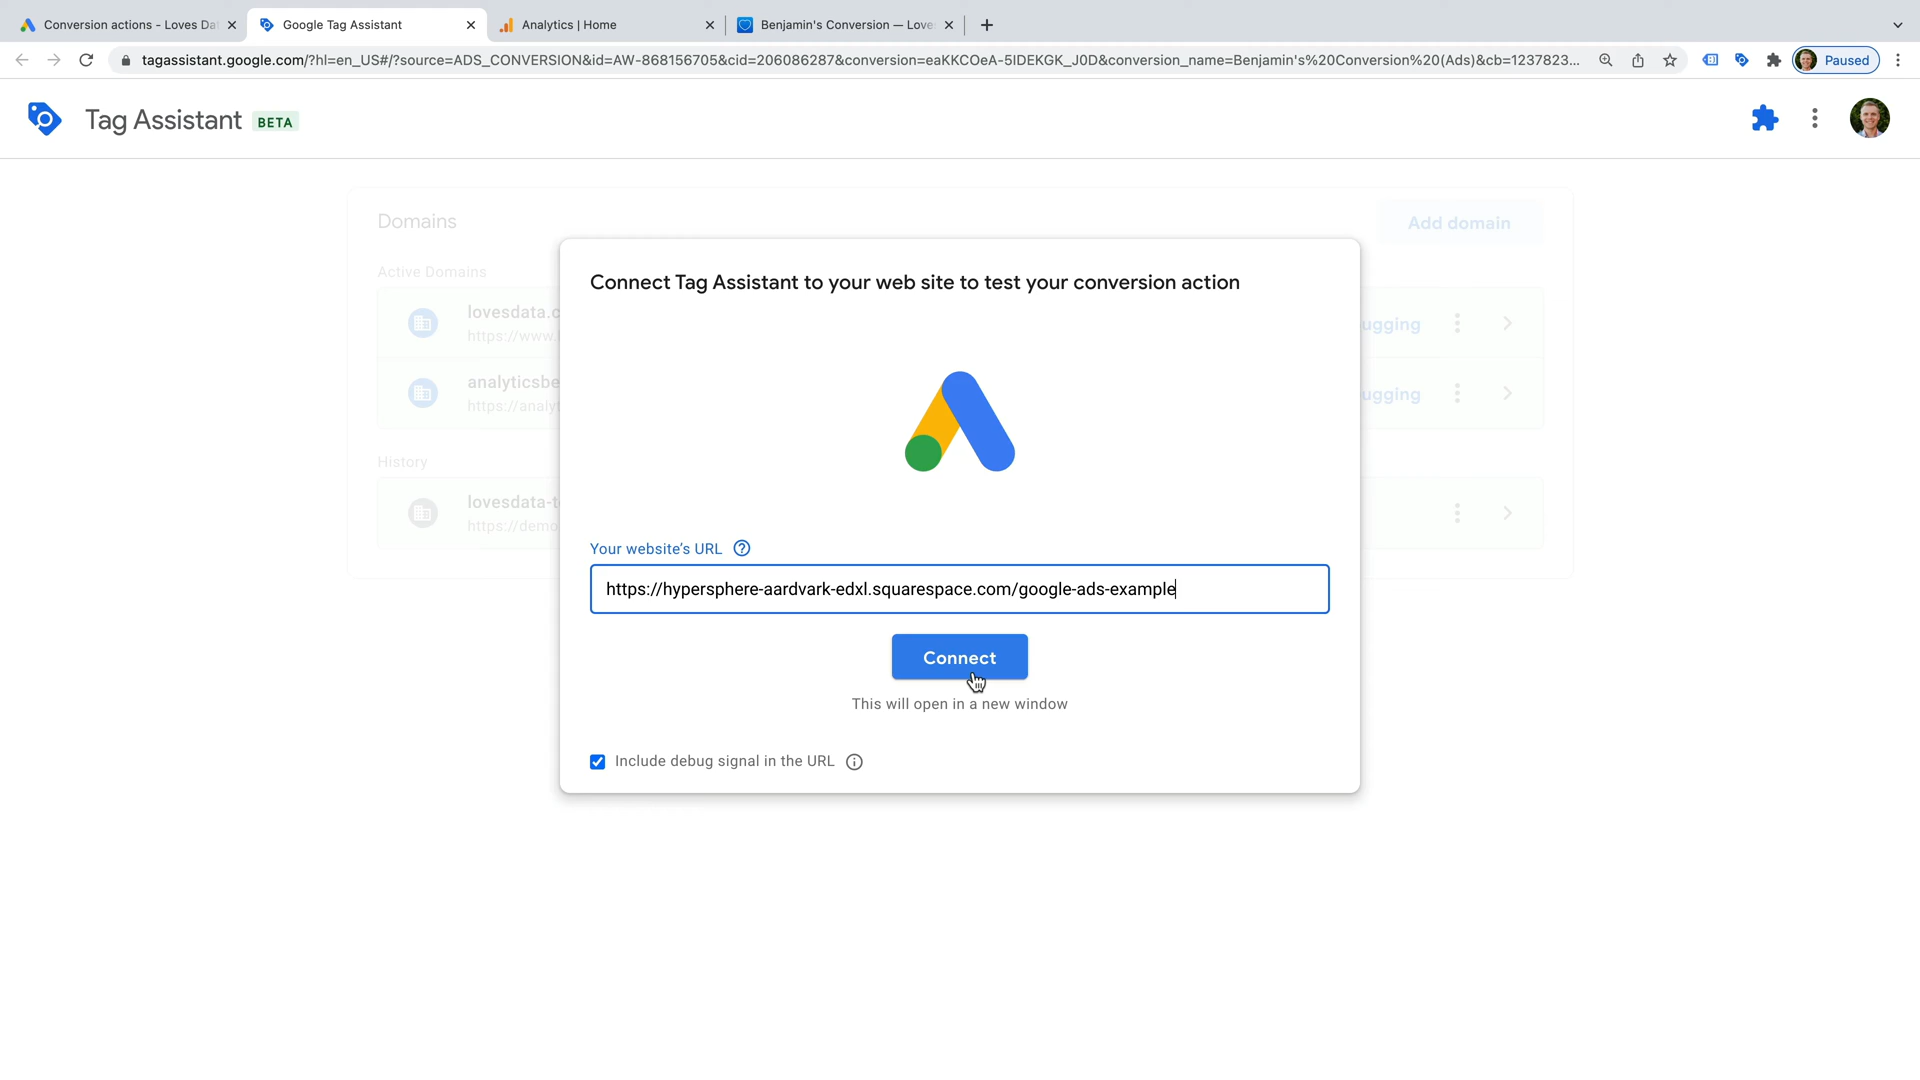 Conversion actions - Loves Da
Google Tag Assistant
Analytics | Home
Benjamin's Conversion — Love
tagassistant.google.com/?hl=en_US#/?source=ADS_CONVERSION&id=AW-868156705&cid=206086287&conversion=eaKKCOeA-5IDEKGK_J0D&conversion_name=Benjamin's%20Conversion%20(Ads)&cb=1237823...
Paused
Tag Assistant BETA
Domains
Add domain
Active Domains
Connect Tag Assistant to your web site to test your conversion action
lovesdata.c
https://www.
ugging
analyticsbe
https://analyt
ugging
History
lovesdata-t
https://demo
Your website's URL
https://hypersphere-aardvark-edxl.squarespace.com/google-ads-example
Connect
This will open in a new window
Include debug signal in the URL